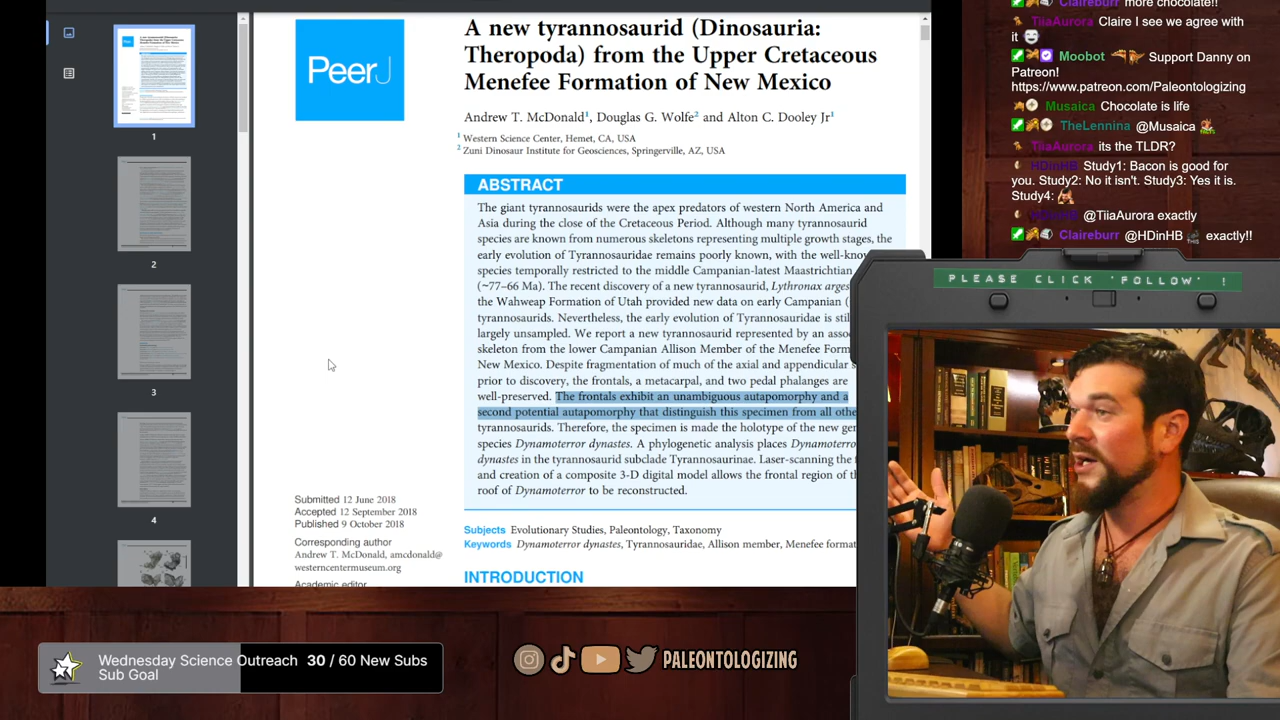 1
2
3
4
PeerJ
A new tyrannosaurid (Dinosauria:
Theropoda) from the Upper Cretaceous
Menefee Formation of New Mexico
Andrew T. McDonald1, Douglas G. Wolfe2 and Alton C. Dooley Jr1
1 Western Science Center, Hemet, CA, USA
2 Zuni Dinosaur Institute for Geosciences, Springerville, AZ, USA
ABSTRACT
The giant tyrannosaurids were the apex predators of western North America and
Asia during the close of the Cretaceous Period. Although many tyrannosaurid
species are known from numerous skeletons representing multiple growth stages, the
early evolution of Tyrannosauridae remains poorly known, with the well-know
species temporally restricted to the middle Campanian-latest Maastrichtian
(~77–66 Ma). The recent discovery of a new tyrannosaurid, Lythronax arges
the Wahweap Formation of Utah provided new data on early Campanian (
tyrannosaurids. Nevertheless, the early evolution of Tyrannosauridae is stil
largely unsampled. We report a new tyrannosaurid represented by an asso
skeleton from the lower Campanian Allison Member of the Menefee Form
New Mexico. Despite fragmentation of much of the axial and appendicular s
prior to discovery, the frontals, a metacarpal, and two pedal phalanges are
well-preserved. The frontals exhibit an unambiguous autapomorphy and a
second potential autapomorphy that distinguish this specimen from all othe
tyrannosaurids. Therefore, the specimen is made the holotype of the new gen
species Dynamoterror dynastes. A phylogenetic analysis places Dynamoterro
dynastes in the tyrannosaurid subclade Tyrannosaurinae. Laser-scanning the
and creation of a composite 3-D digital model allows the frontal region of th
roof of Dynamoterror to be reconstructed.
Submitted 12 June 2018
Accepted 12 September 2018
Published 9 October 2018
Corresponding author
Andrew T. McDonald, amcdonald@
westerncentermuseum.org
Academic editor
Subjects Evolutionary Studies, Paleontology, Taxonomy
Keywords Dynamoterror dynastes, Tyrannosauridae, Allison member, Menefee format
INTRODUCTION
Claireburr more chocolate!!
TiiaAurora Claire I see we agree with
it
Moobot Support Danny on
Patreon!
https://www.patreon.com/Paleontologizing
Musaica Chocolate is life
TheLennina @Musaica
TiiaAurora its the TLDR?
HDinHB Study1: Bacon is good for
you. Study2: No it isn't. Study3: Yes it is.
Study4:
HDinHB @TiiaAurora exactly
Claireburr @HDinHB exactly!!
PLEASE CLICK 'FOLLOW' !
Wednesday Science Outreach 30 / 60 New Subs
Sub Goal
PALEONTOLOGIZING